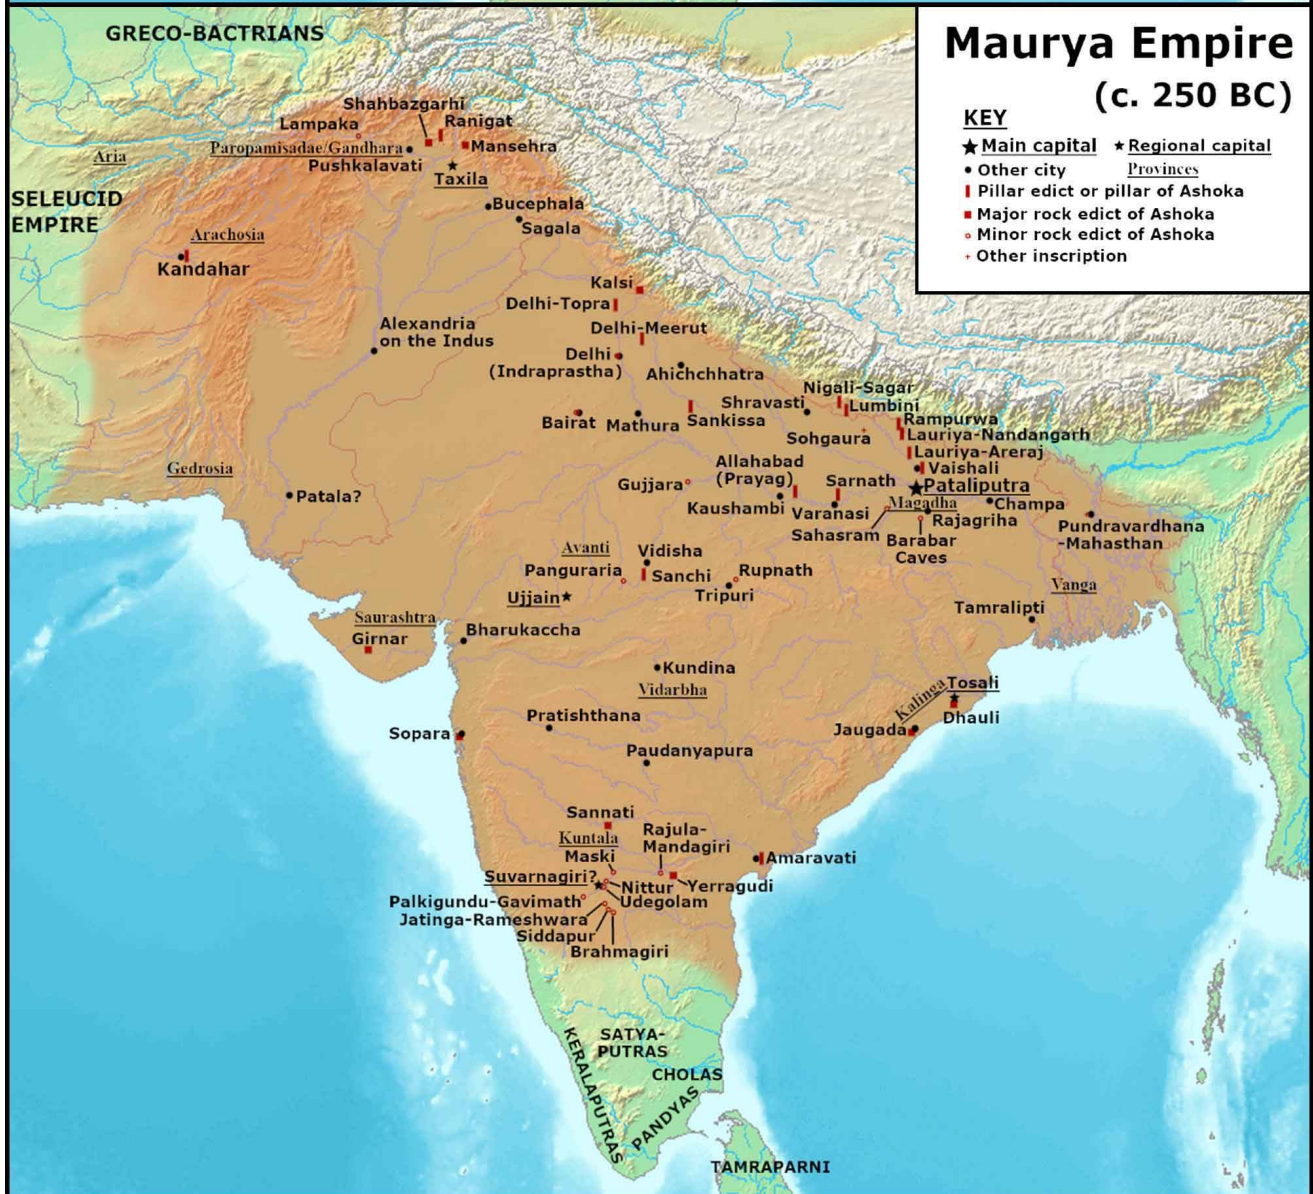 GRECO-BACTRIANS
Maurya Empire
(c. 250 BC)
KEY
Main capital
Regional capital
Other city
Provinces
Pillar edict or pillar of Ashoka
Major rock edict of Ashoka
Minor rock edict of Ashoka
Other inscription
Shahbazgarhi
Lampaka
Ranigat
Paropamisadae/Gandhara
Mansehra
Aria
Pushkalavati
Taxila
SELEUCID
EMPIRE
Bucephala
Sagala
Arachosia
Kandahar
Kalsi
Delhi-Topra
Alexandria
on the Indus
Delhi-Meerut
Delhi
(Indraprastha)
Ahichchhatra
Nigali-Sagar
Shravasti
Lumbini
Bairat
Mathura
Sankissa
Rampurwa
Sohgaura
Lauriya-Nandangarh
Lauriya-Areraj
Gedrosia
Allahabad
(Prayag)
Vaishali
Gujjara
Sarnath
Pataliputra
Patala?
Kaushambi
Varanasi
Magadha
Champa
Rajagriha
Pundravardhana
-Mahasthan
Sahasram
Barabar
Caves
Avanti
Vidisha
Panguraria
Sanchi
Rupnath
Vanga
Ujjain
Tripuri
Tamralipti
Saurashtra
Girnar
Bharukaccha
Kundina
Vidarbha
Kalinga
Tosali
Pratishthana
Dhauli
Sopara
Jaugada
Paudanyapura
Sannati
Rajula-
Mandagiri
Kuntala
Maski
Amaravati
Suvarnagiri?
Nittur
Yerragudi
Palkigundu-Gavimath
Udegolam
Jatinga-Rameshwara
Siddapur
Brahmagiri
SATYA-
PUTRAS
KERALAPUTRAS
CHOLAS
PANDYAS
TAMRAPARNI